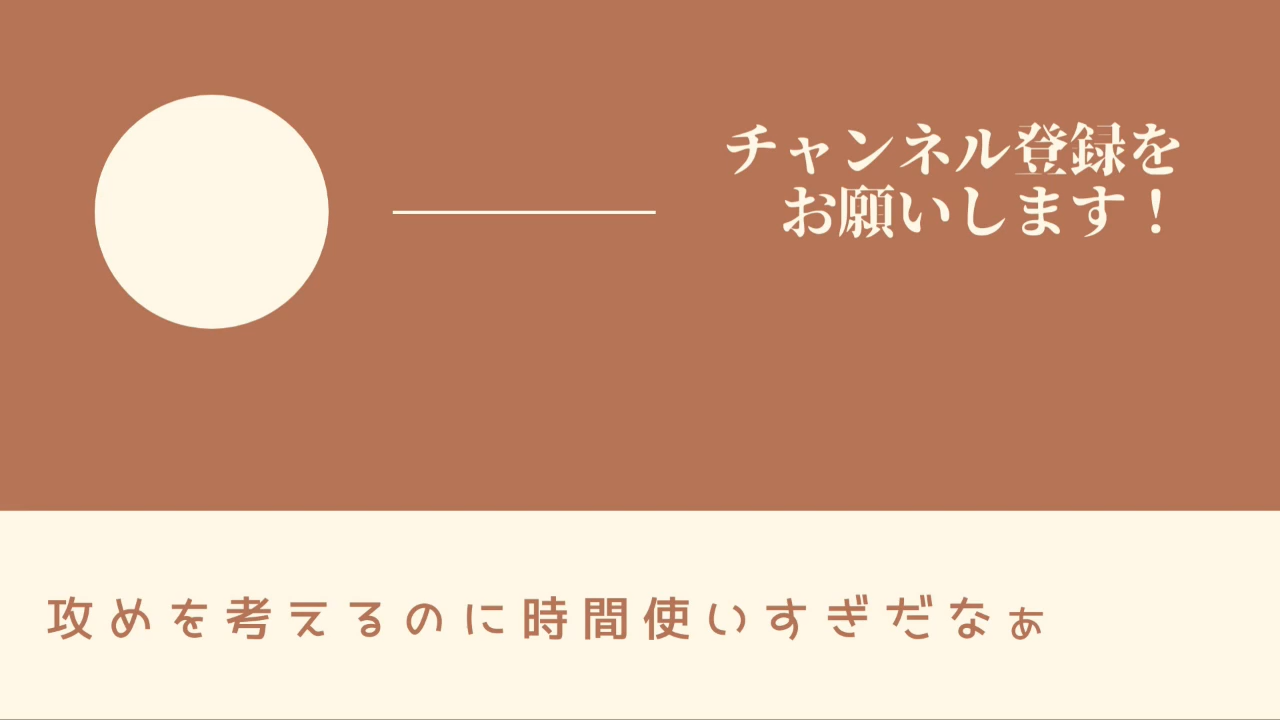 チャンネル登録を
お願いします！
攻めを考えるのに時間使いすぎだなぁ